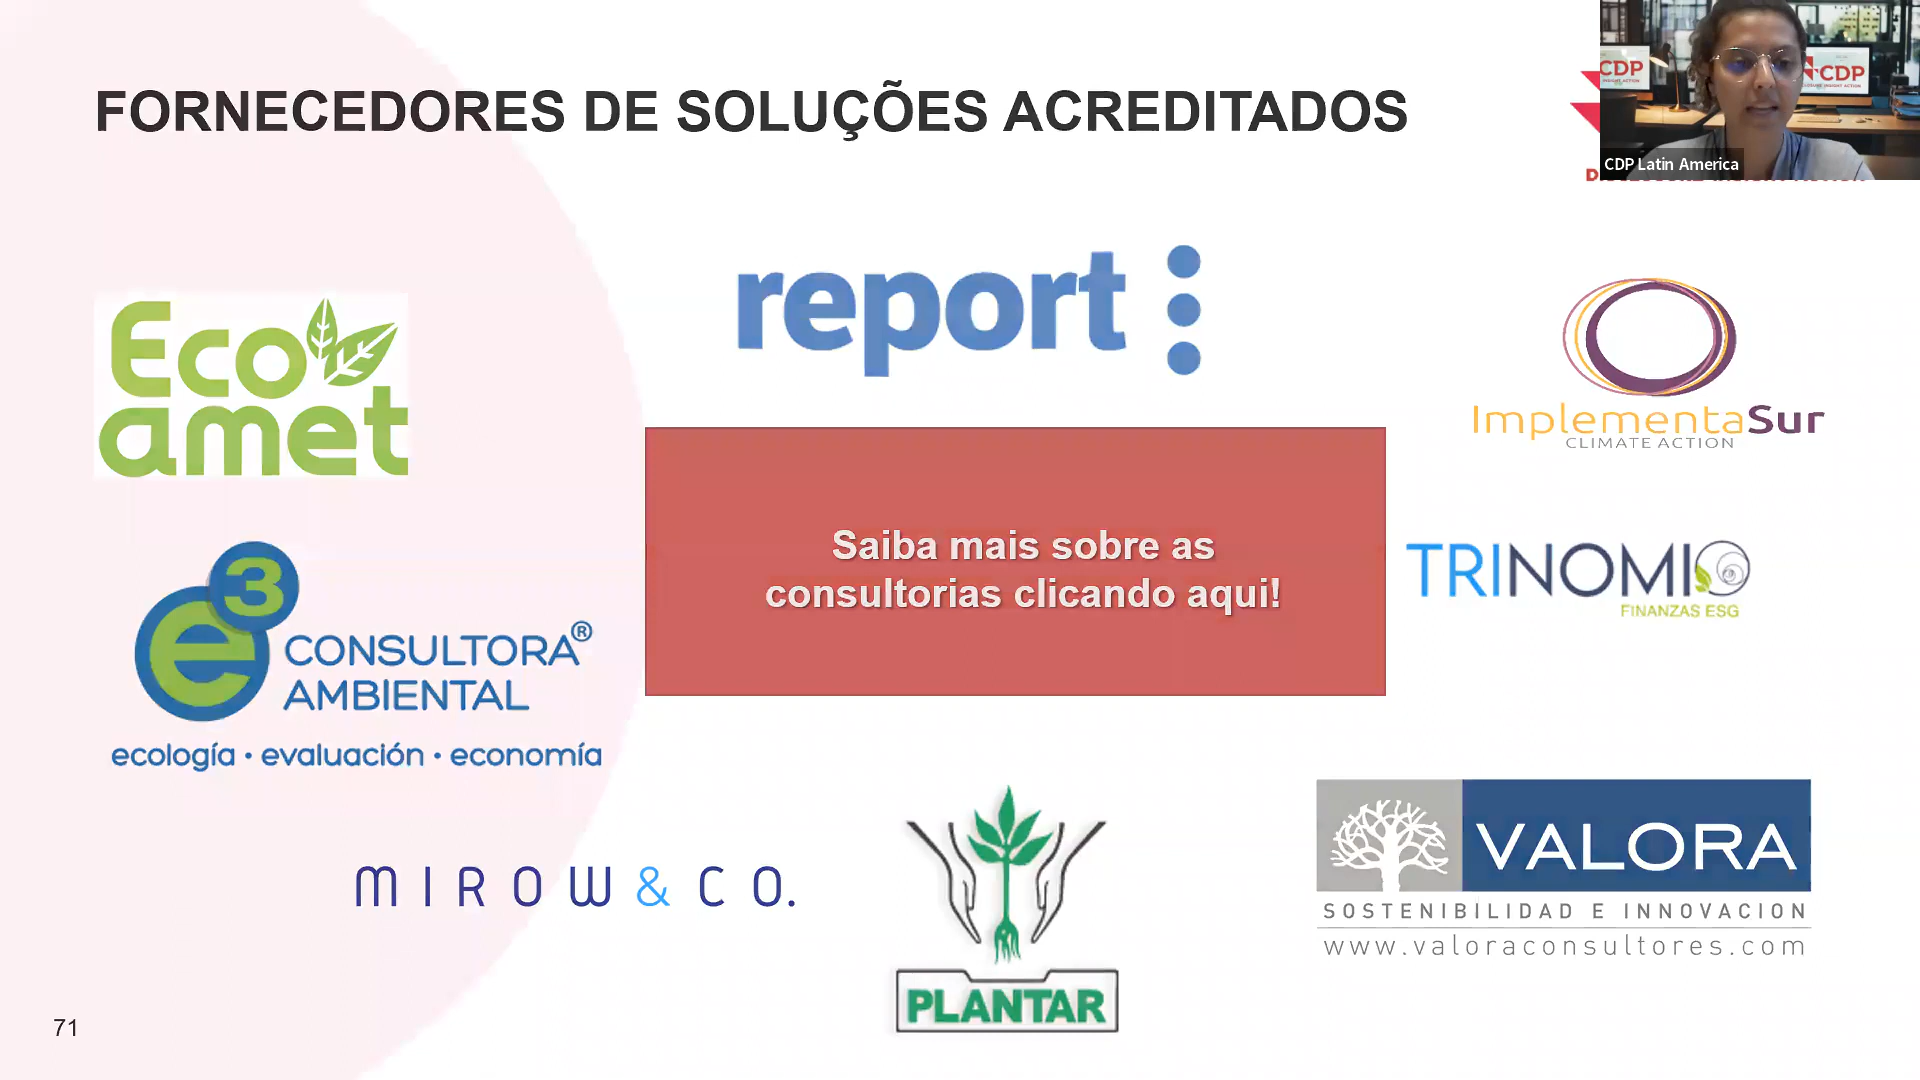 FORNECEDORES DE SOLUÇÕES ACREDITADOS
CDP
CDP
CDP Latin America
report
Eco
amet
ImplementaSur
CLIMATE ACTION
Saiba mais sobre as
consultorias clicando aqui!
TRINOMIO
FINANZAS ESG
e3
CONSULTORA®
AMBIENTAL
ecología · evaluación · economía
MIROW & CO.
PLANTAR
VALORA
SOSTENIBILIDAD E INNOVACION
www.valoraconsultores.com
71